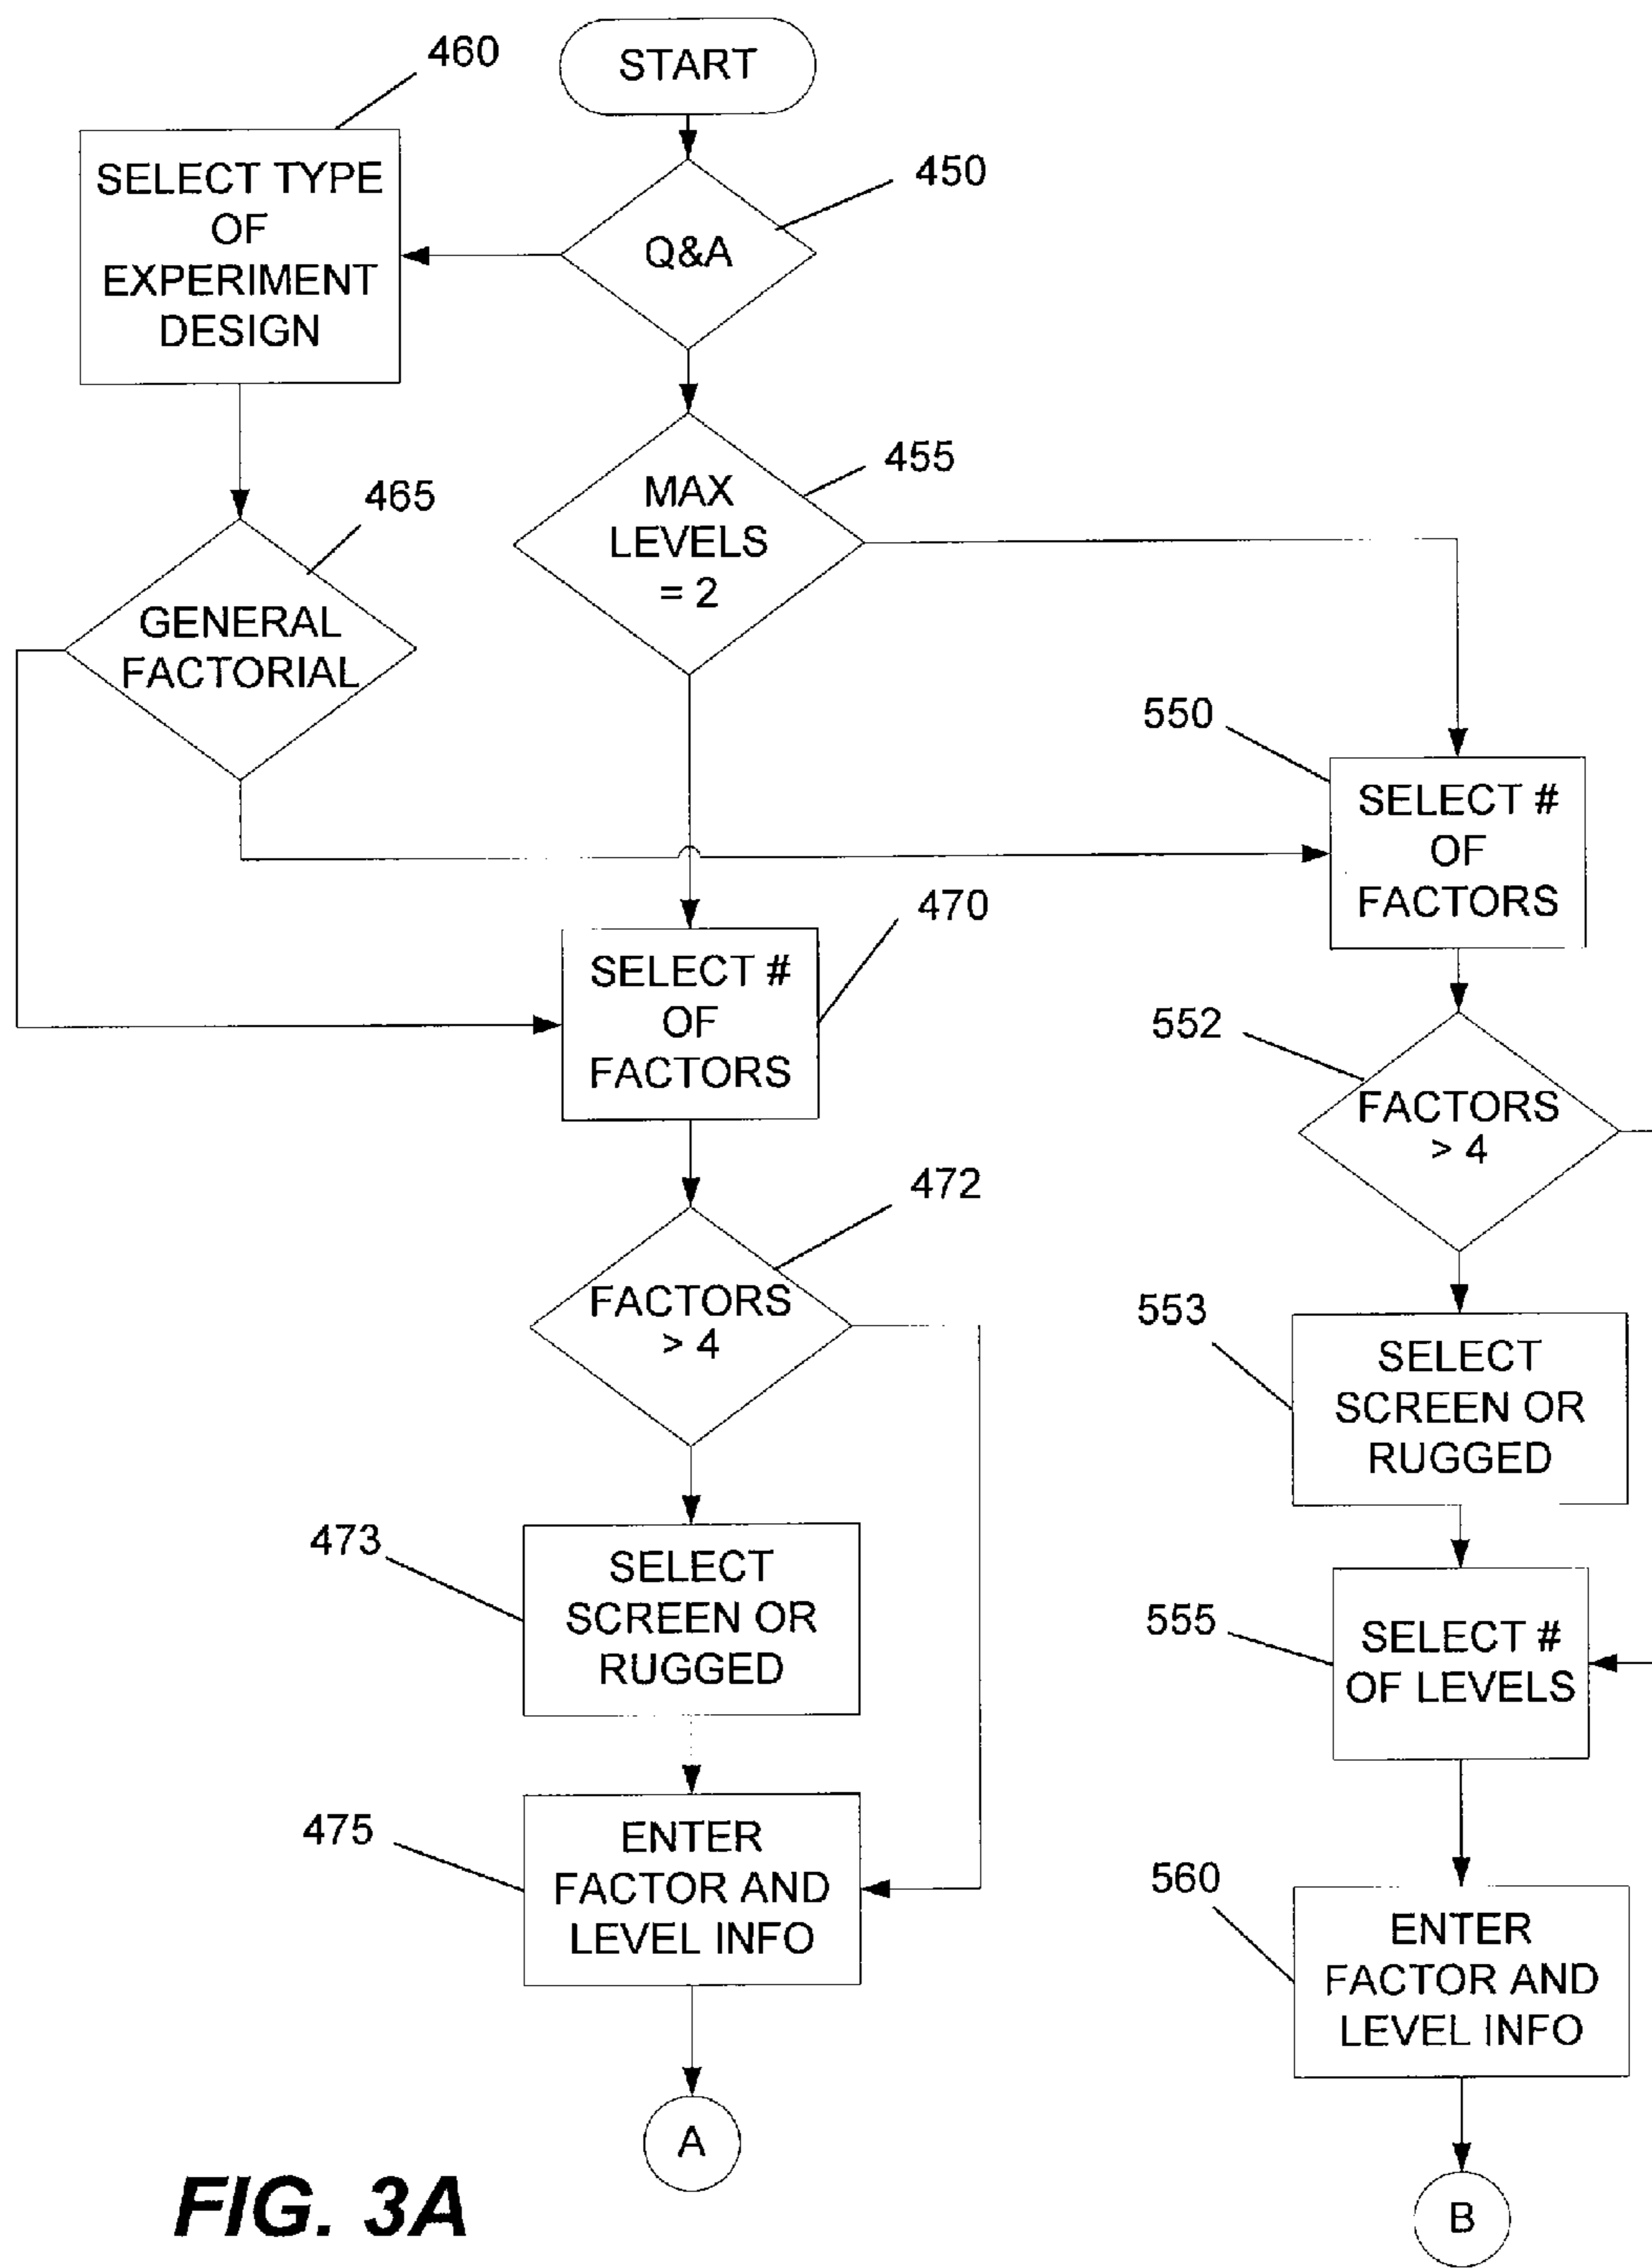 START
460
SELECT TYPE
OF
EXPERIMENT
DESIGN
450
Q&A
455
MAX
LEVELS
= 2
465
GENERAL
FACTORIAL
550
SELECT #
OF
FACTORS
470
SELECT #
OF
FACTORS
552
FACTORS
> 4
472
FACTORS
> 4
553
SELECT
SCREEN OR
RUGGED
473
SELECT
SCREEN OR
RUGGED
555
SELECT #
OF LEVELS
475
ENTER
FACTOR AND
LEVEL INFO
560
ENTER
FACTOR AND
LEVEL INFO
A
B
FIG. 3A